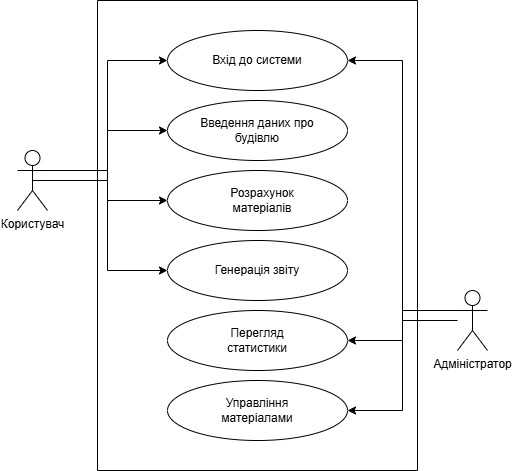 Вхід до системи
Введення даних про
будівлю
Розрахунок
матеріалів
Користувач
Генерація звіту
Перегляд
статистики
Адміністратор
Управління
матеріалами